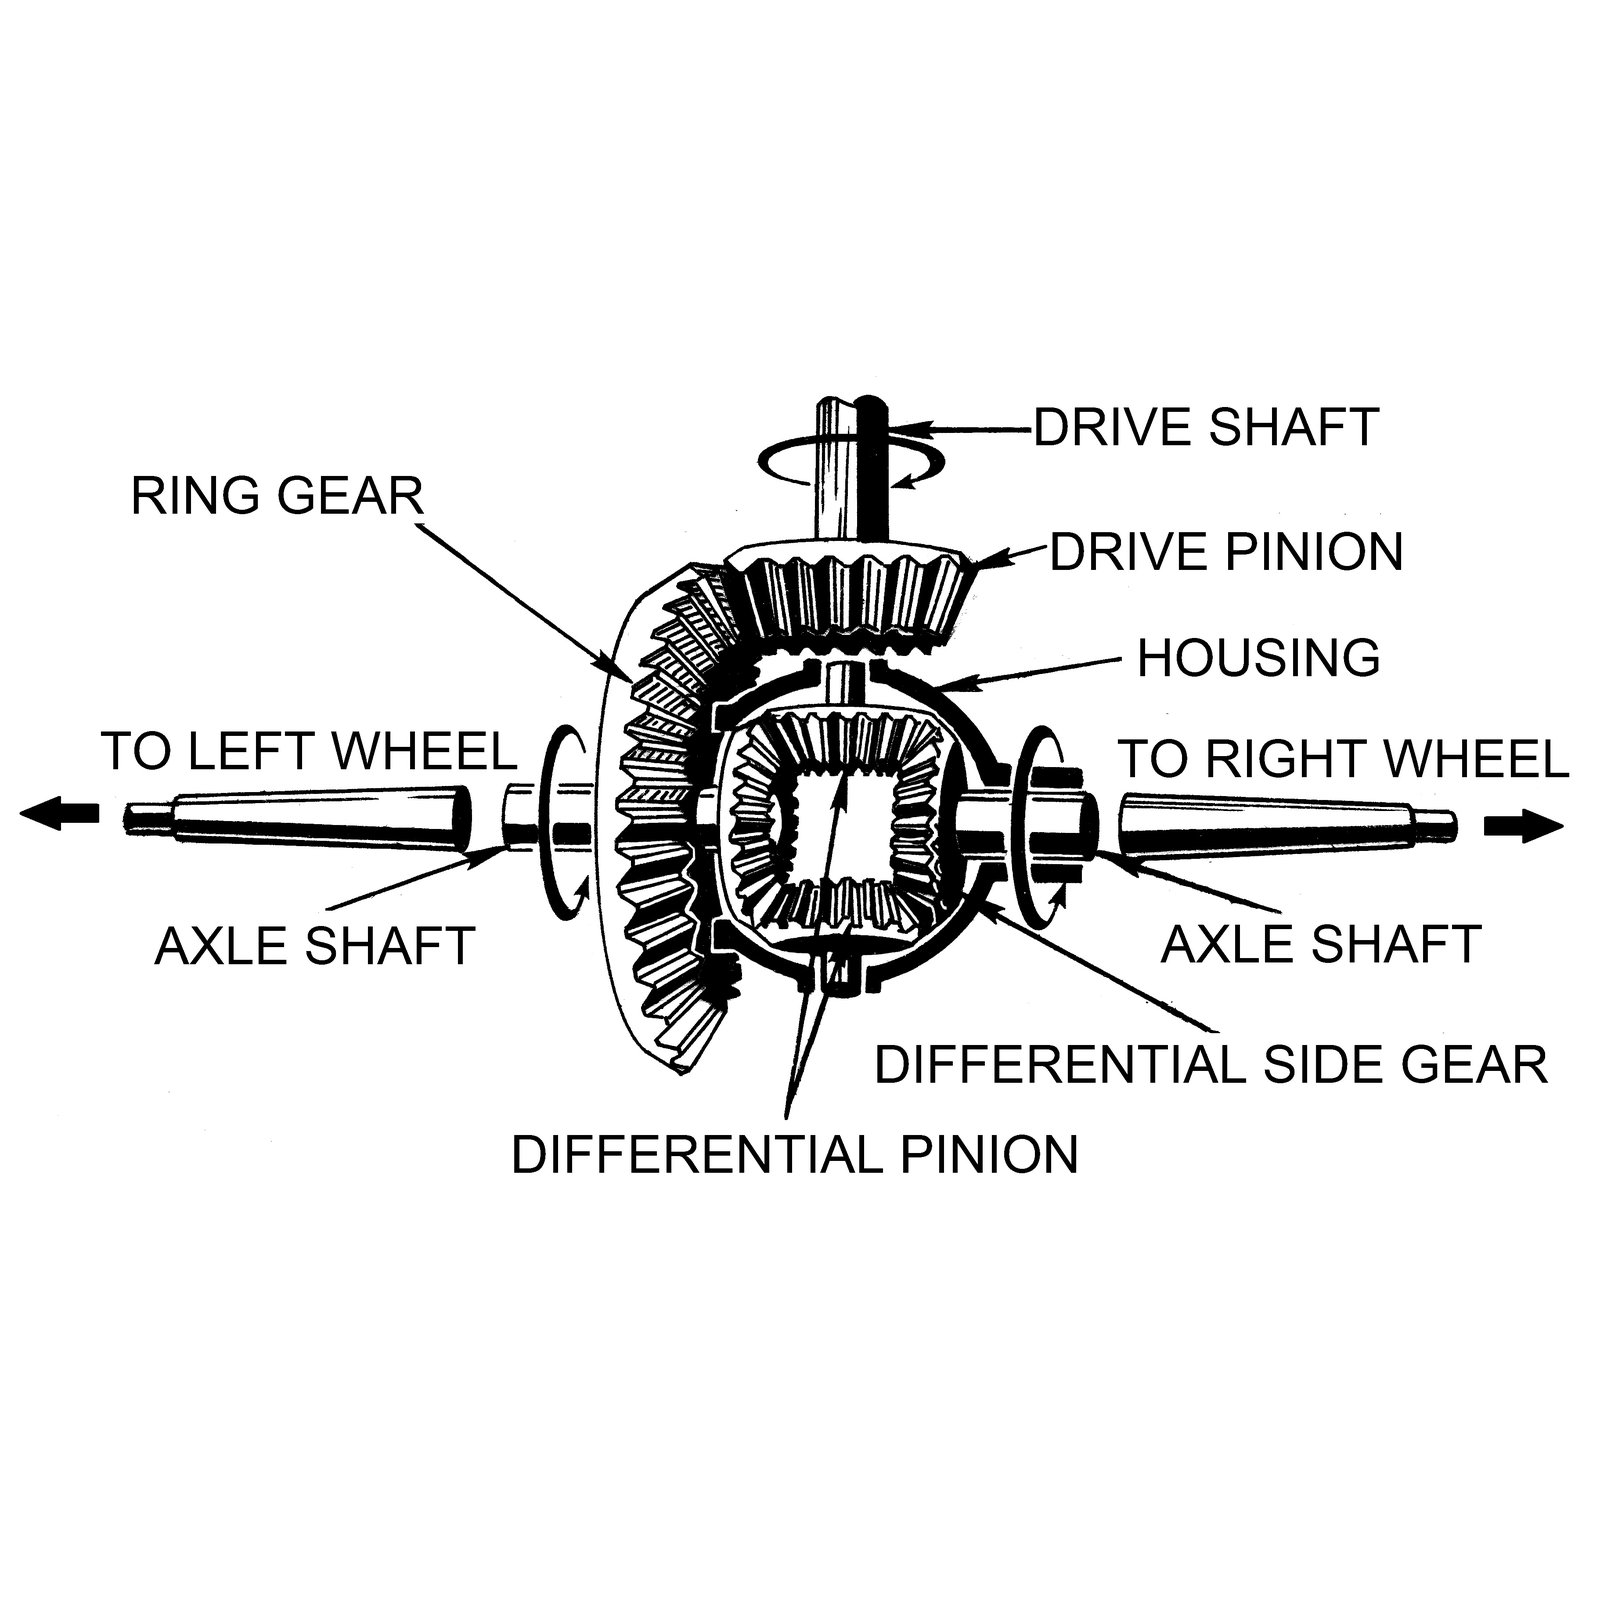 DRIVE SHAFT
RING GEAR
DRIVE PINION
HOUSING
TO LEFT WHEEL
TO RIGHT WHEEL
AXLE SHAFT
AXLE SHAFT
DIFFERENTIAL SIDE GEAR
DIFFERENTIAL PINION